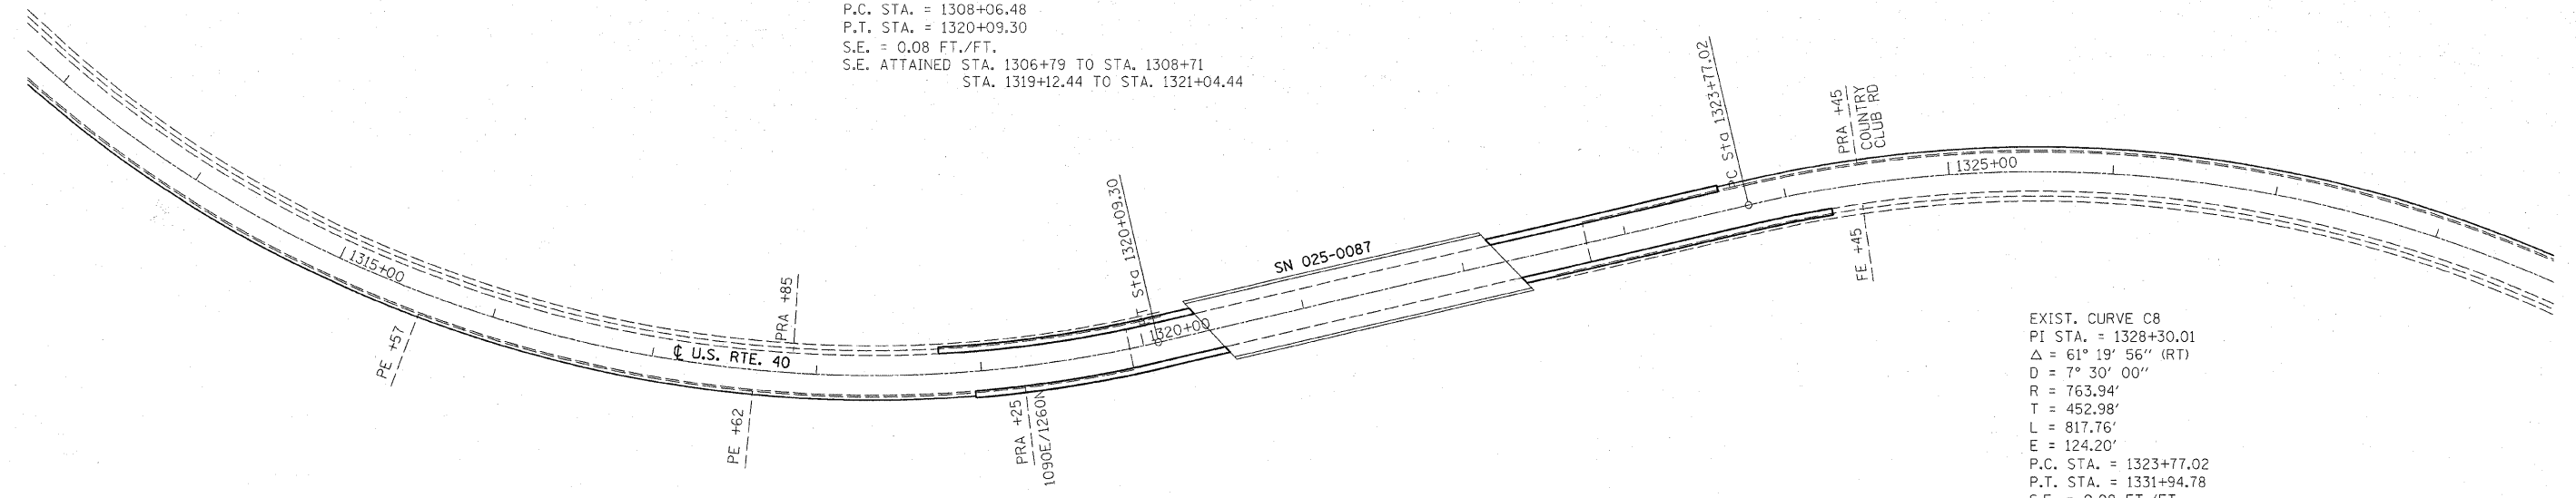 P.C. STA. = 1308+06.48
P.T. STA. = 1320+09.30
S.E. = 0.08 FT./FT.
S.E. ATTAINED STA. 1306+79 TO STA. 1308+71
STA. 1319+12.44 TO STA. 1321+04.44
PC Sta 1323+77.02
PRA +45
COUNTRY
CLUB RD
1325+00
Sta 1320+09.30
SN 025-0087
1315+00
PRA +85
FE +45
1320+00
PE +57
℄ U.S. RTE. 40
PE +62
PRA +25
1090E/1260N
EXIST. CURVE C8
PI STA. = 1328+30.01
Δ = 61° 19' 56" (RT)
D = 7° 30' 00"
R = 763.94'
T = 452.98'
L = 817.76'
E = 124.20'
P.C. STA. = 1323+77.02
P.T. STA. = 1331+94.78